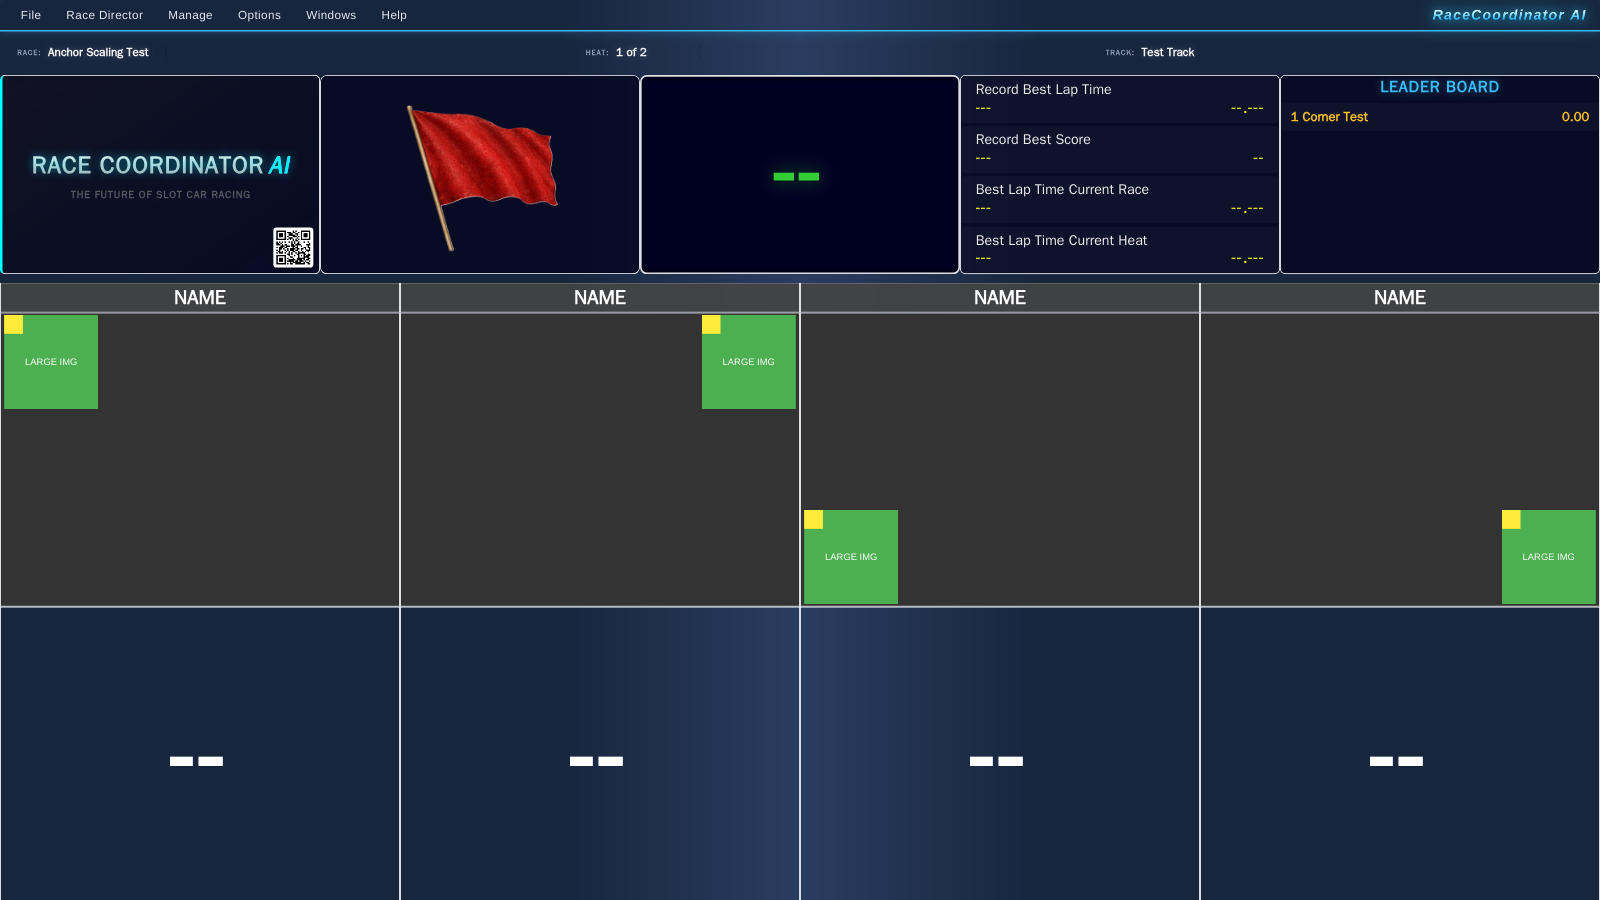 File Race Director Manage Options Windows Help RaceCoordinator AI
RACE: Anchor Scaling Test HEAT: 1 of 2 TRACK: Test Track
RACE COORDINATOR AI
THE FUTURE OF SLOT CAR RACING
--
Record Best Lap Time
--- --.---
Record Best Score
--- --
Best Lap Time Current Race
--- --.---
Best Lap Time Current Heat
--- --.---
LEADER BOARD
1 Corner Test 0.00
NAME NAME NAME NAME
LARGE IMG LARGE IMG
LARGE IMG LARGE IMG
-- -- -- --